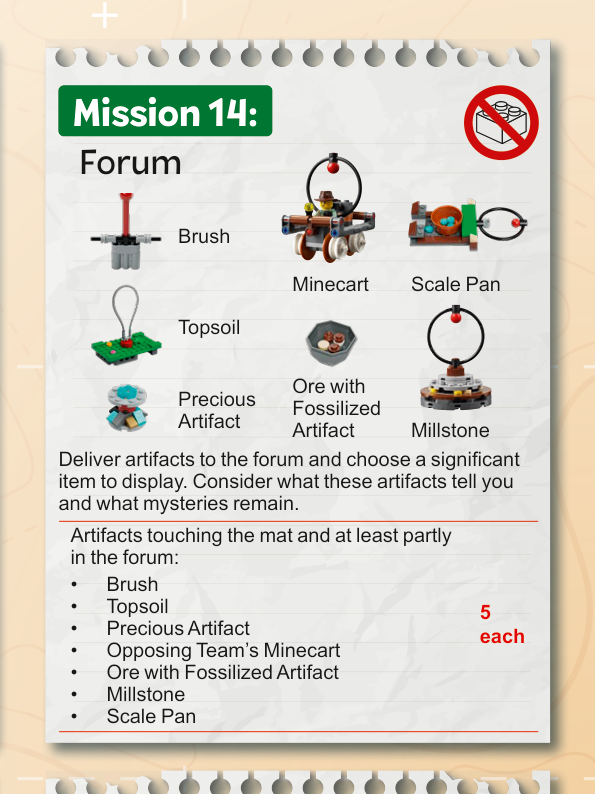 Mission 14:
Forum
Brush
Minecart
Scale Pan
Topsoil
Precious
Artifact
Ore with
Fossilized
Artifact
Millstone
Deliver artifacts to the forum and choose a significant
item to display. Consider what these artifacts tell you
and what mysteries remain.
Artifacts touching the mat and at least partly
in the forum:
• Brush
• Topsoil
• Precious Artifact
• Opposing Team’s Minecart
• Ore with Fossilized Artifact
• Millstone
• Scale Pan
5
each